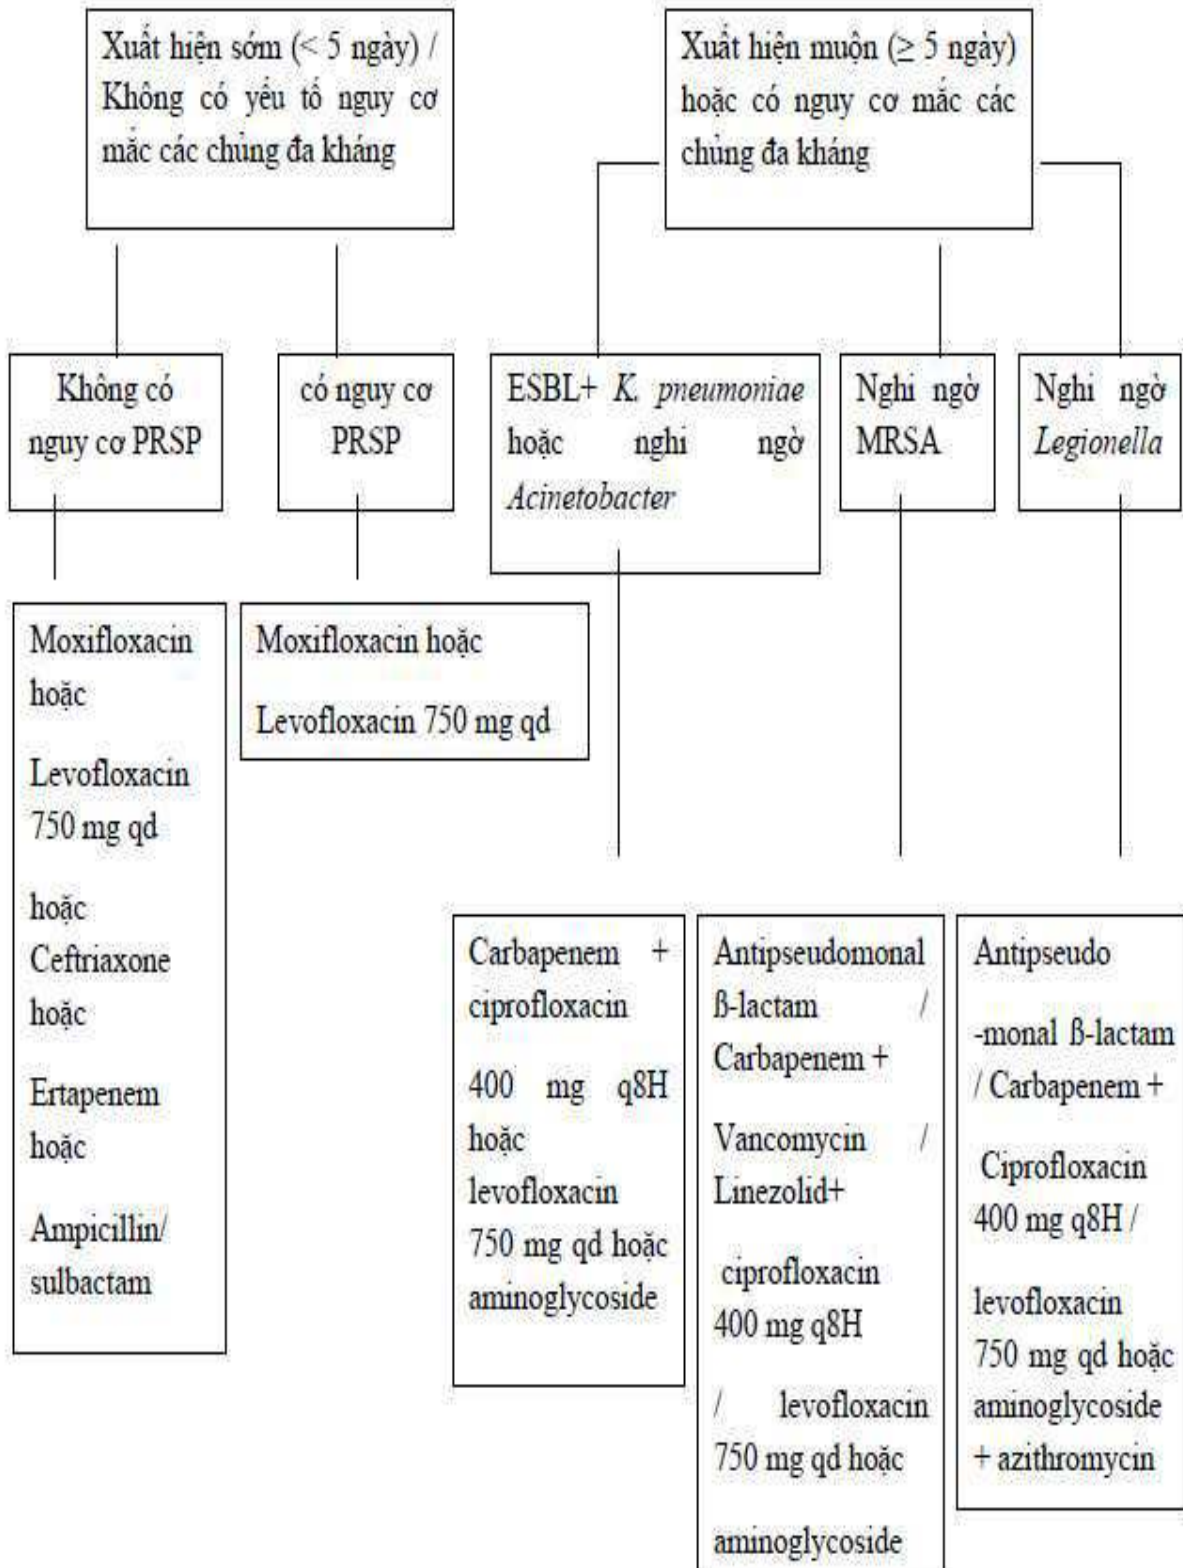 Xuất hiện sớm (< 5 ngày) /
Không có yếu tố nguy cơ
mắc các chủng đa kháng
Xuất hiện muộn (≥ 5 ngày)
hoặc có nguy cơ mắc các
chủng đa kháng
Không có
nguy cơ PRSP
có nguy cơ
PRSP
ESBL+ K. pneumoniae
hoặc nghi ngờ
Acinetobacter
Nghi ngờ
MRSA
Nghi ngờ
Legionella
Moxifloxacin
hoặc
Levofloxacin
750 mg qd
hoặc
Ceftriaxone
hoặc
Ertapenem
hoặc
Ampicillin/
sulbactam
Moxifloxacin hoặc
Levofloxacin 750 mg qd
Carbapenem +
ciprofloxacin
400 mg q8H
hoặc
levofloxacin
750 mg qd hoặc
aminoglycoside
Antipseudomonal
ß-lactam /
Carbapenem +
Vancomycin /
Linezolid+
ciprofloxacin
400 mg q8H
/ levofloxacin
750 mg qd hoặc
aminoglycoside
Antipseudo
-monal ß-lactam
/ Carbapenem +
Ciprofloxacin
400 mg q8H /
levofloxacin
750 mg qd hoặc
aminoglycoside
+ azithromycin